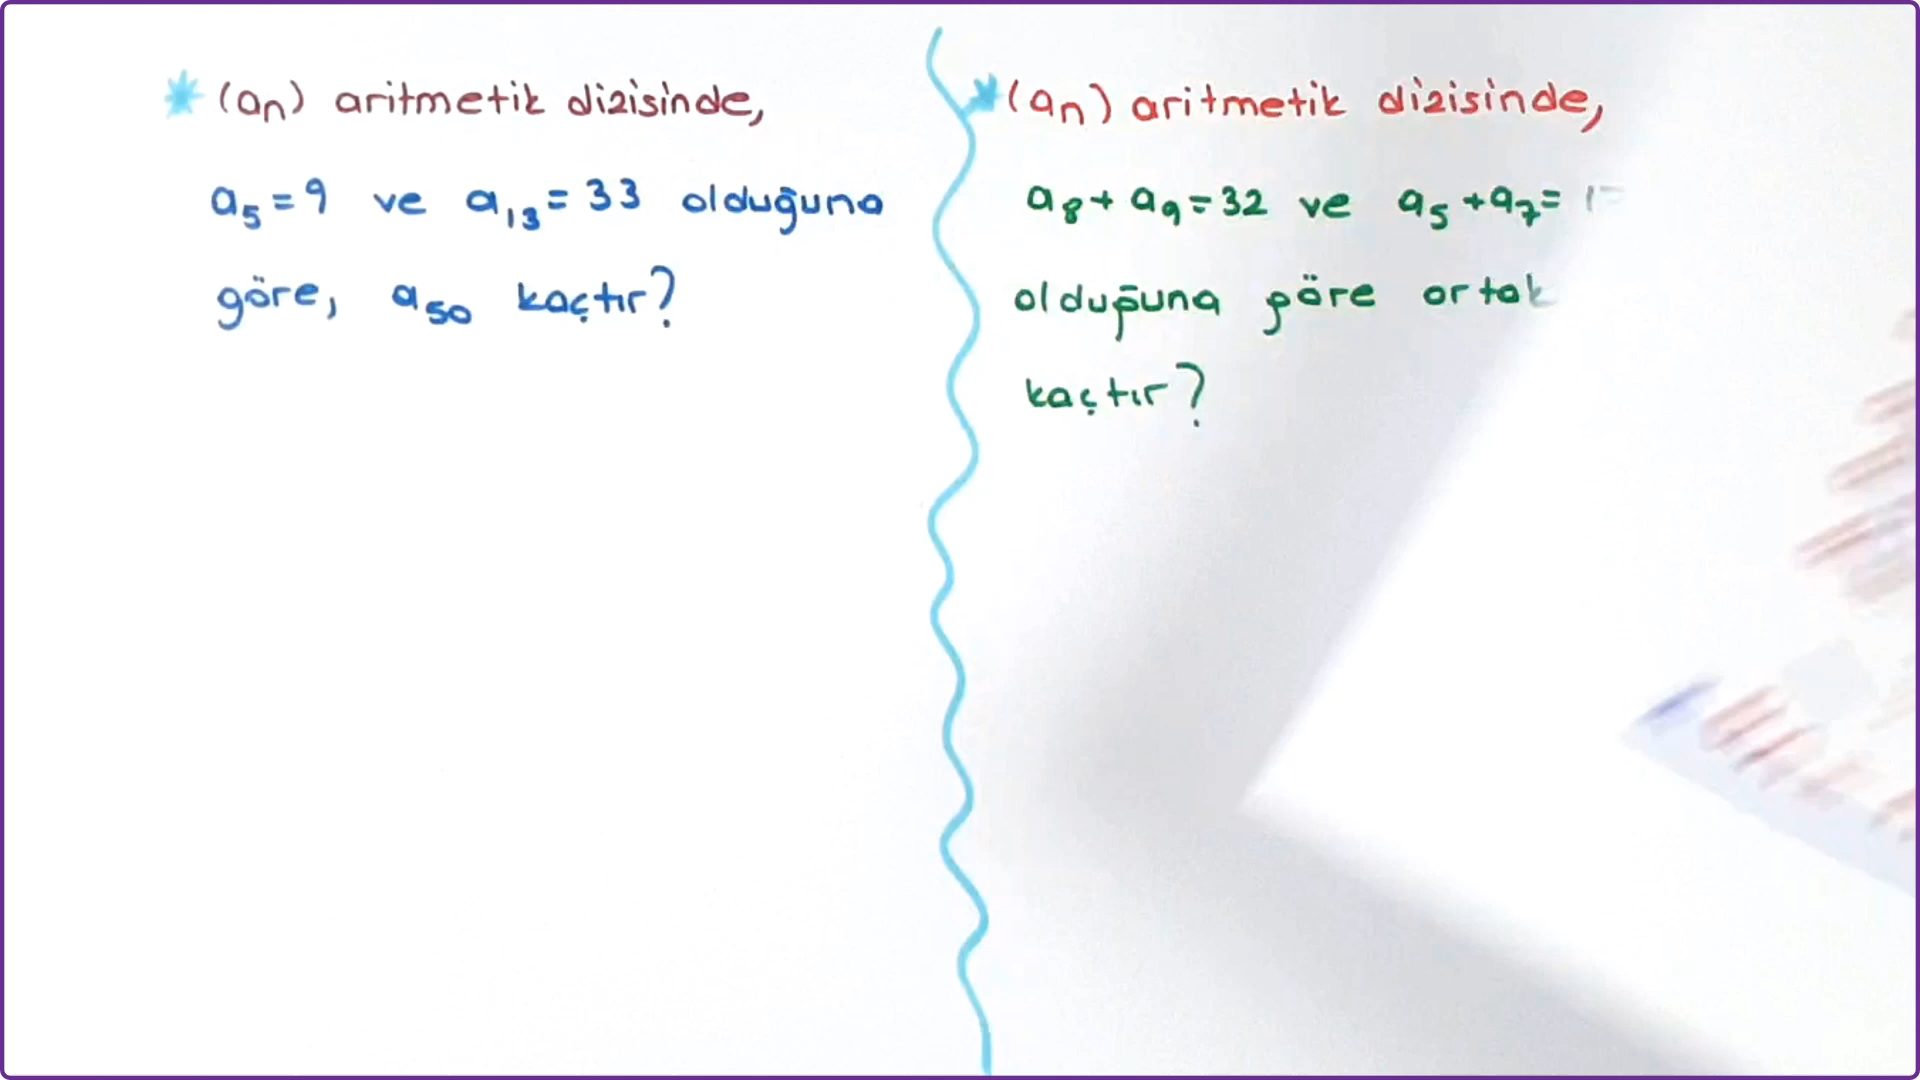 (an) aritmetik dizisinde,
a5 = 9 ve a13 = 33 olduğuna
göre, a50 kaçtır?
(an) aritmetik dizisinde,
a8 + a9 = 32 ve a5 + a7 =
olduğuna göre ortak
kaçtır?